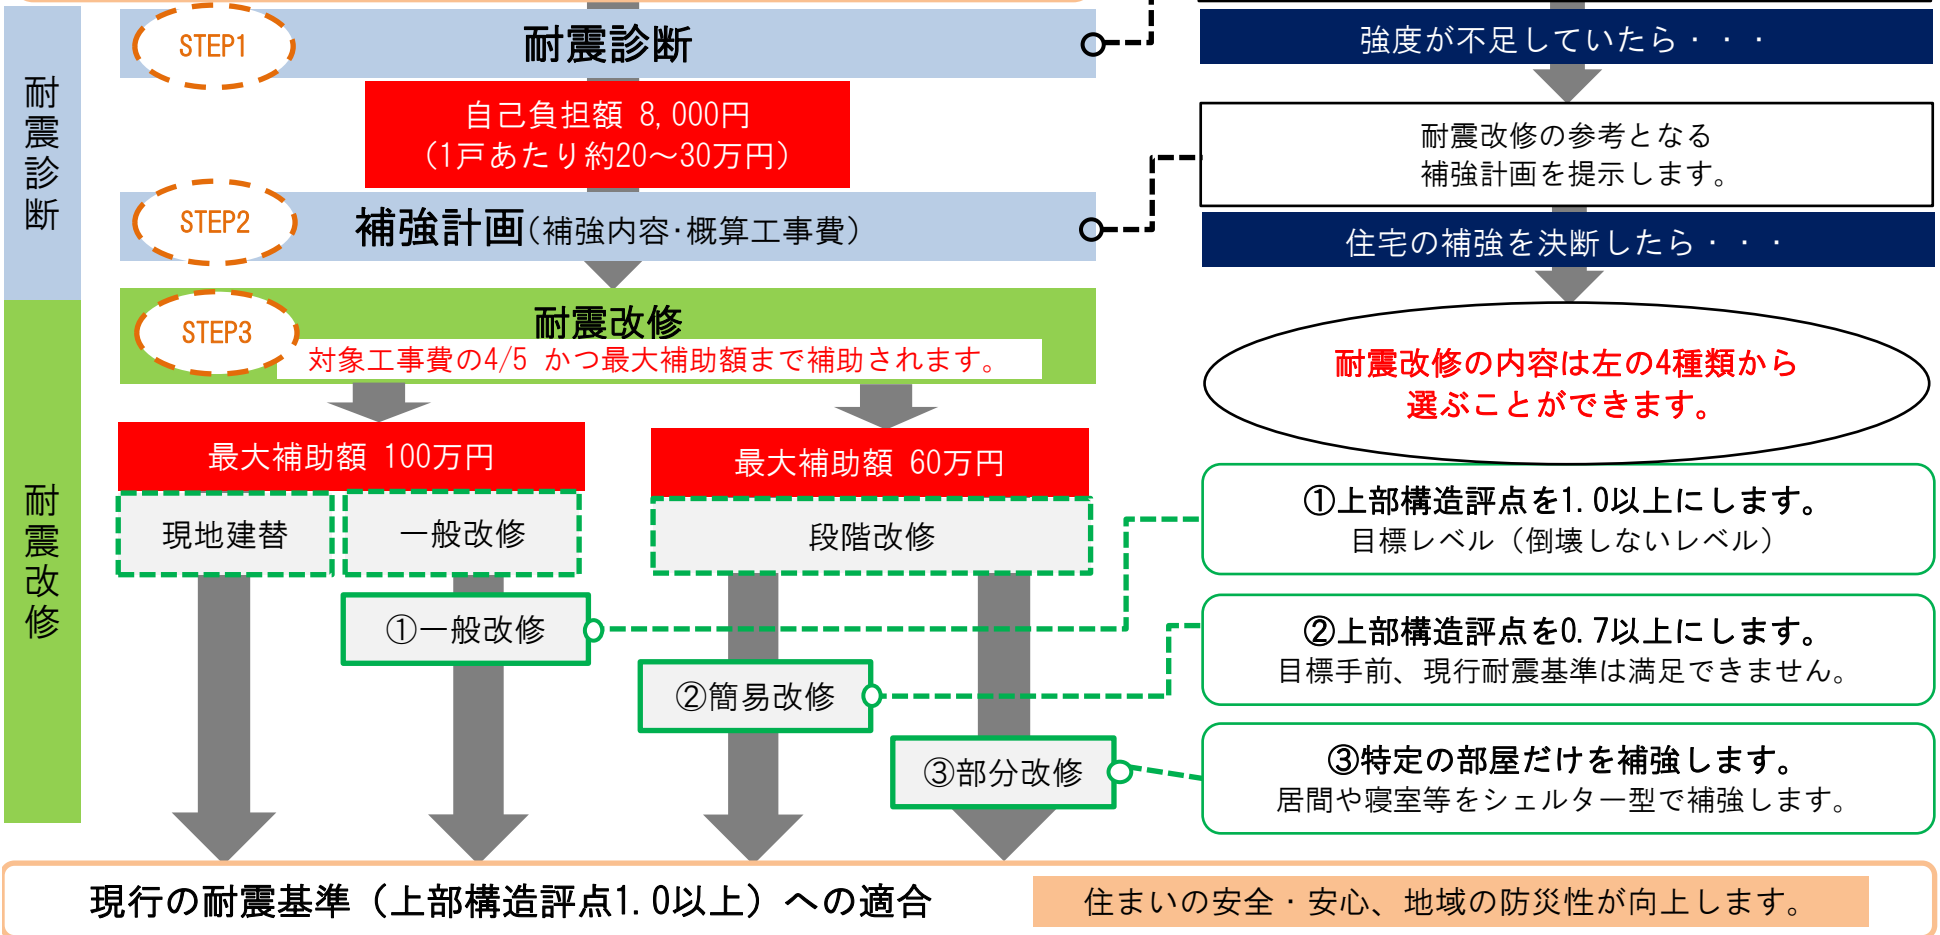 耐震診断
STEP1
耐震診断
自己負担額 8,000円
(1戸あたり約20～30万円)
STEP2
補強計画(補強内容･概算工事費)
耐震改修
STEP3
耐震改修
対象工事費の4/5 かつ最大補助額まで補助されます。
最大補助額 100万円
現地建替
一般改修
①一般改修
最大補助額 60万円
段階改修
②簡易改修
③部分改修
強度が不足していたら・・・
耐震改修の参考となる
補強計画を提示します。
住宅の補強を決断したら・・・
耐震改修の内容は左の4種類から
選ぶことができます。
①上部構造評点を1.0以上にします。
目標レベル（倒壊しないレベル）
②上部構造評点を0.7以上にします。
目標手前、現行耐震基準は満足できません。
③特定の部屋だけを補強します。
居間や寝室等をシェルター型で補強します。
現行の耐震基準（上部構造評点1.0以上）への適合
住まいの安全・安心、地域の防災性が向上します。